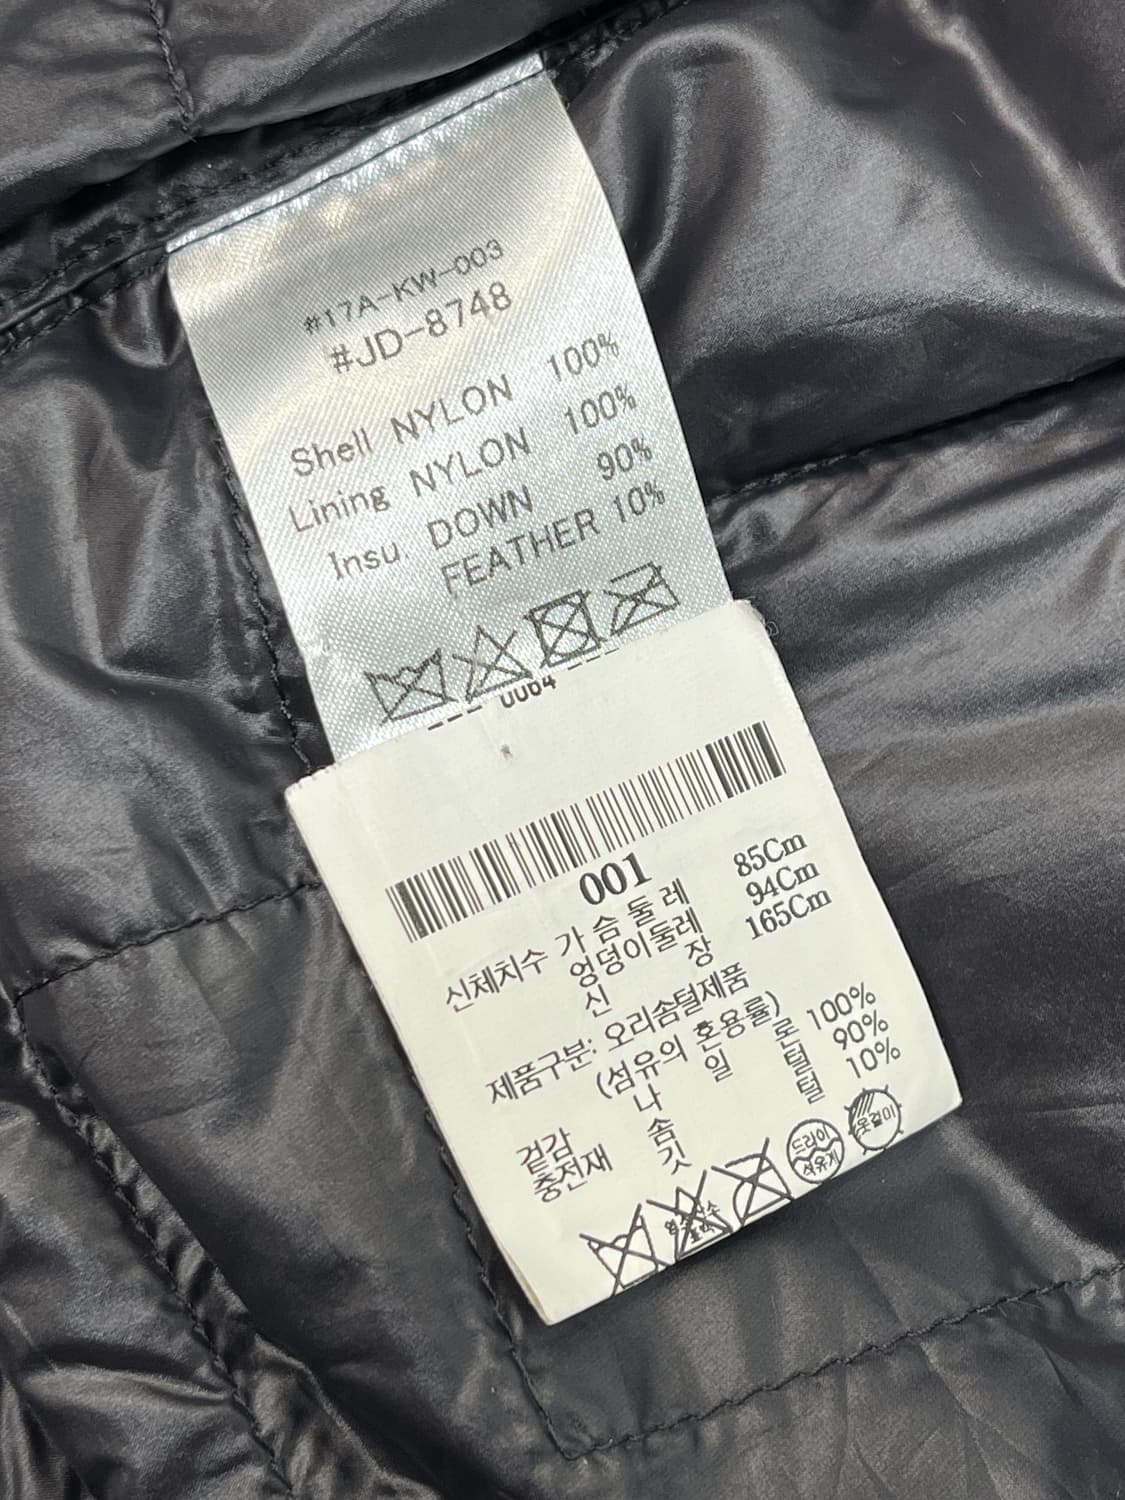 #17A-KW-003
#JD-8748
Shell NYLON 100%
Lining NYLON 100%
Insu. DOWN 90%
FEATHER 10%
001
신체치수 가슴둘레 85Cm
엉덩이둘레 94Cm
신장 165Cm
제품구분: 오리솜털제품
(섬유의 혼용률)
겉감 나일론 100%
충전재 솜털 90%
깃털 10%
드라이
석유계
옷걸이